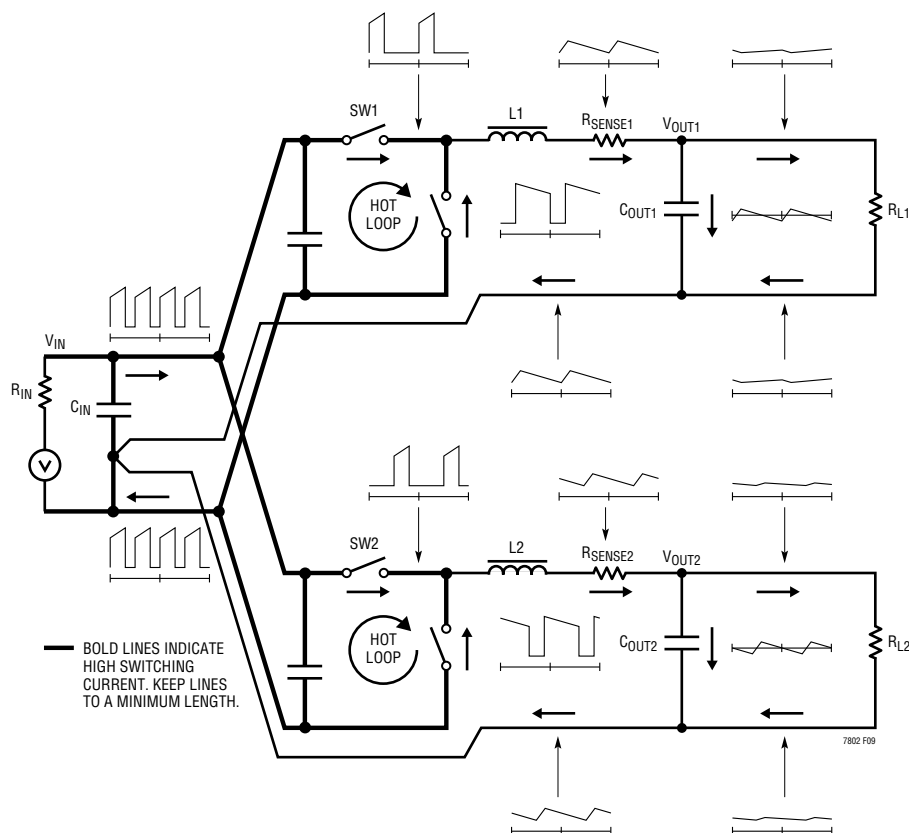 SW1
L1
RSENSE1
VOUT1
HOT
LOOP
COUT1
RL1
VIN
RIN
CIN
V
SW2
L2
RSENSE2
VOUT2
HOT
LOOP
COUT2
RL2
BOLD LINES INDICATE
HIGH SWITCHING
CURRENT. KEEP LINES
TO A MINIMUM LENGTH.
7802 F09